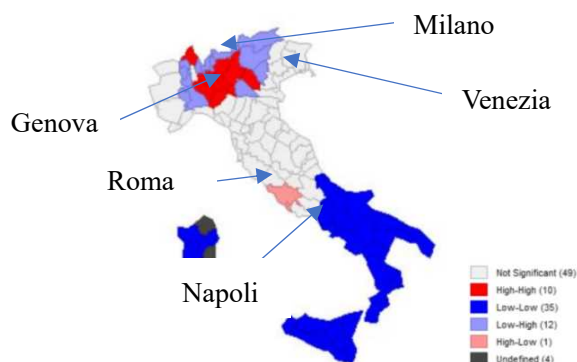 Milano
Venezia
Genova
Roma
Napoli
Not Significant (49)
High-High (10)
Low-Low (35)
Low-High (12)
High-Low (1)
Undefined (4)